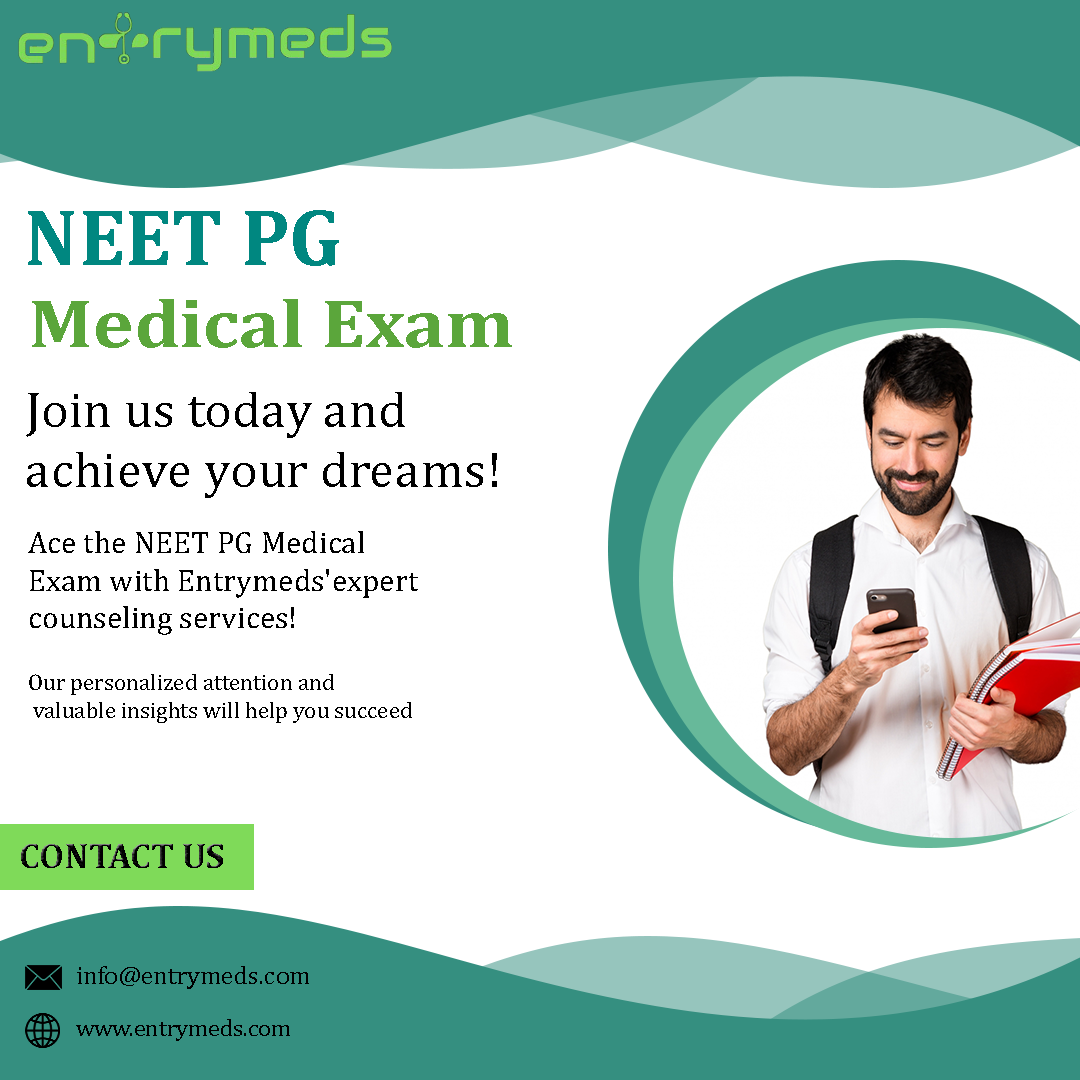 entrymeds
NEET PG
Medical Exam
Join us today and
achieve your dreams!
Ace the NEET PG Medical
Exam with Entrymeds'expert
counseling services!
Our personalized attention and
valuable insights will help you succeed
CONTACT US
info@entrymeds.com
www.entrymeds.com